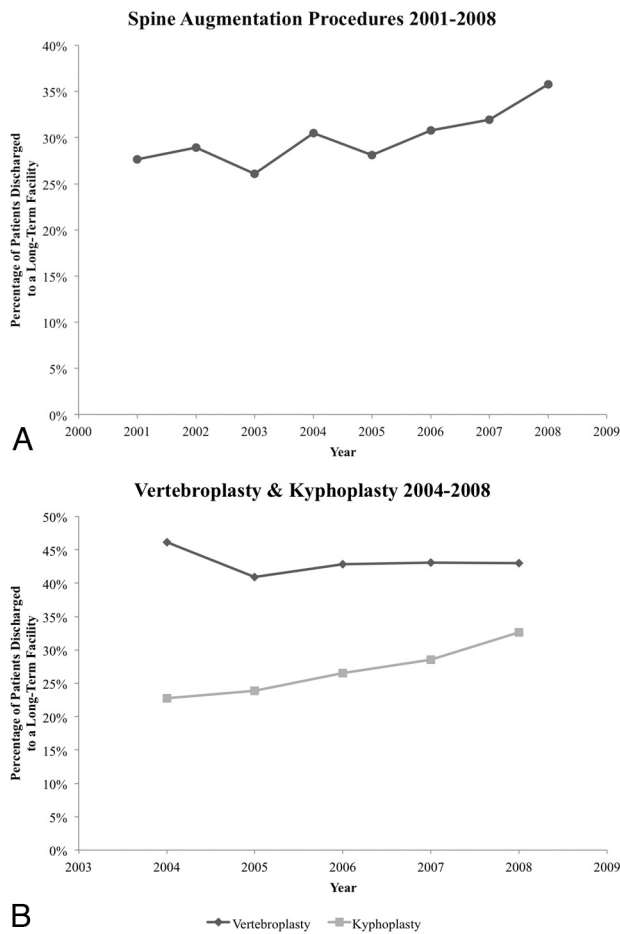 Spine Augmentation Procedures 2001-2008
40%
35%
30%
25%
20%
15%
10%
5%
0%
Percentage of Patients Discharged
to a Long-Term Facility
2000 2001 2002 2003 2004 2005 2006 2007 2008 2009
Year
A
Vertebroplasty & Kyphoplasty 2004-2008
50%
45%
40%
35%
30%
25%
20%
15%
10%
5%
0%
Percentage of Patients Discharged
to a Long-Term Facility
2003 2004 2005 2006 2007 2008 2009
Year
B
Vertebroplasty Kyphoplasty